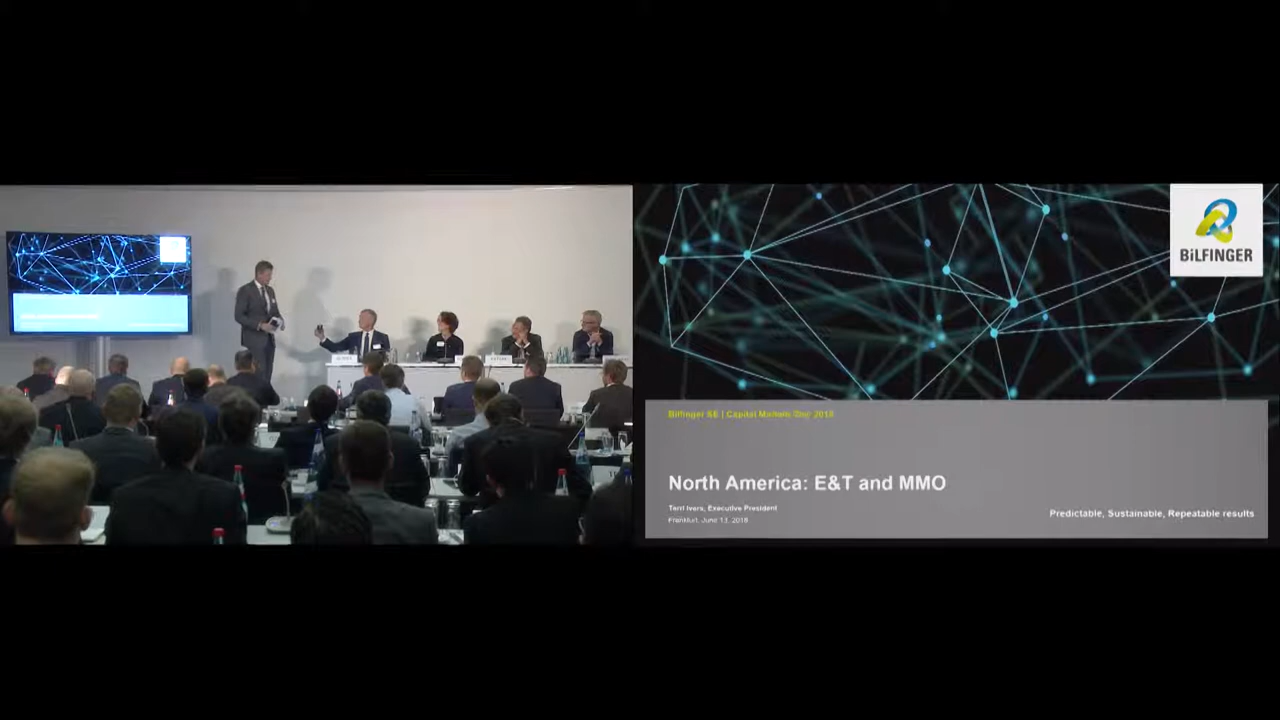 BiLFINGER
Bilfinger SE | Capital Markets Day 2018
North America: E&T and MMO
Terri Ivers, Executive President
Frankfurt, June 13, 2018
Predictable, Sustainable, Repeatable results